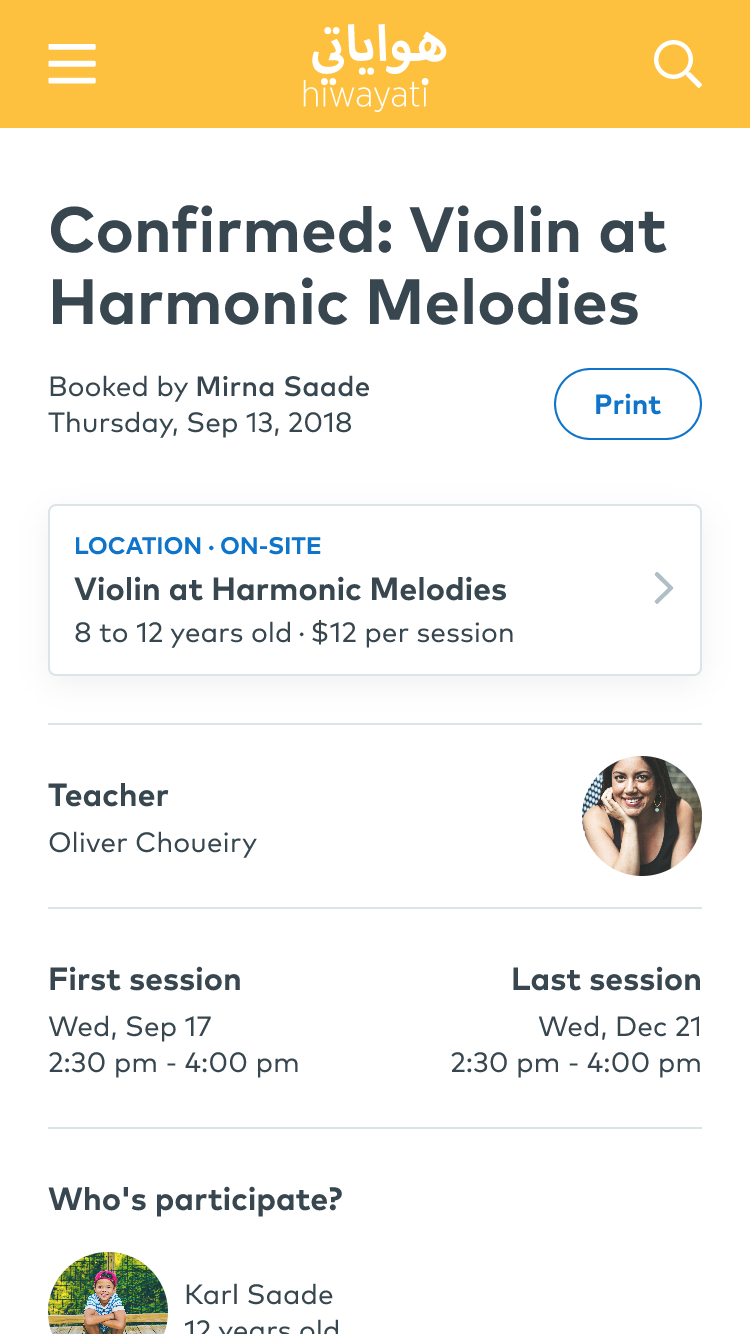 هواياتي
hiwayati
Confirmed: Violin at
Harmonic Melodies
Booked by Mirna Saade
Thursday, Sep 13, 2018
Print
LOCATION · ON-SITE
Violin at Harmonic Melodies
8 to 12 years old · $12 per session
Teacher
Oliver Choueiry
First session
Wed, Sep 17
2:30 pm - 4:00 pm
Last session
Wed, Dec 21
2:30 pm - 4:00 pm
Who's participate?
Karl Saade
12 years old